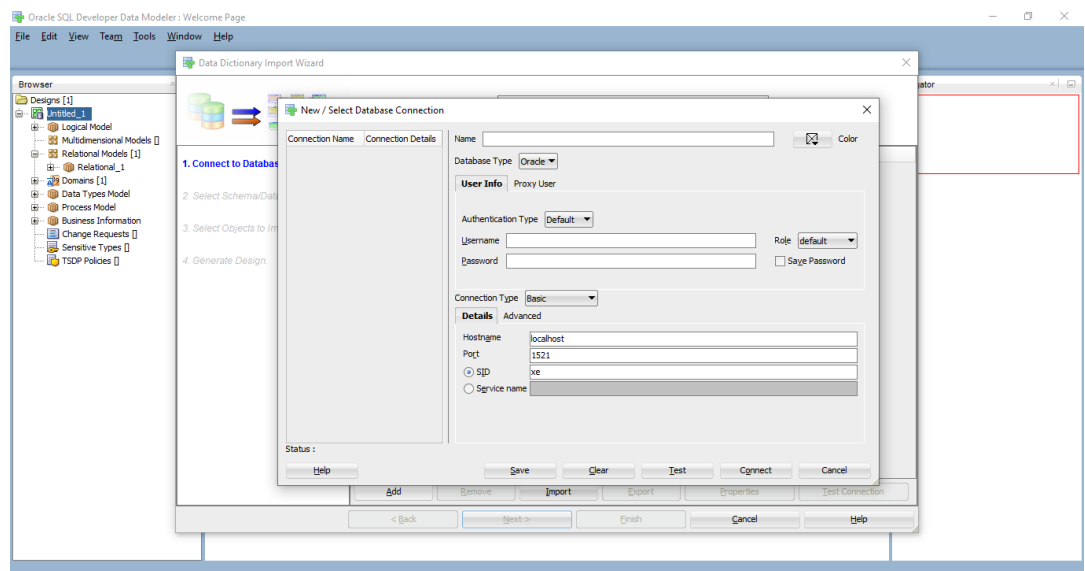 Oracle SQL Developer Data Modeler : Welcome Page
File Edit View Team Tools Window Help
Data Dictionary Import Wizard
Browser
Designs [1]
Untitled_1
Logical Model
Multidimensional Models []
Relational Models [1]
Relational_1
Domains [1]
Data Types Model
Process Model
Business Information
Change Requests []
Sensitive Types []
TSDP Policies []
1. Connect to Databas
2. Select Schema/Data
3. Select Objects to Im
4. Generate Design.
New / Select Database Connection
Connection Name Connection Details
Name
Color
Database Type Oracle
User Info Proxy User
Authentication Type Default
Username
Role default
Password
Save Password
Connection Type Basic
Details Advanced
Hostname localhost
Port 1521
SID xe
Service name
Status :
Help Save Clear Test Connect Cancel
Add Remove Import Export Properties Test Connection
< Back Next > Finish Cancel Help